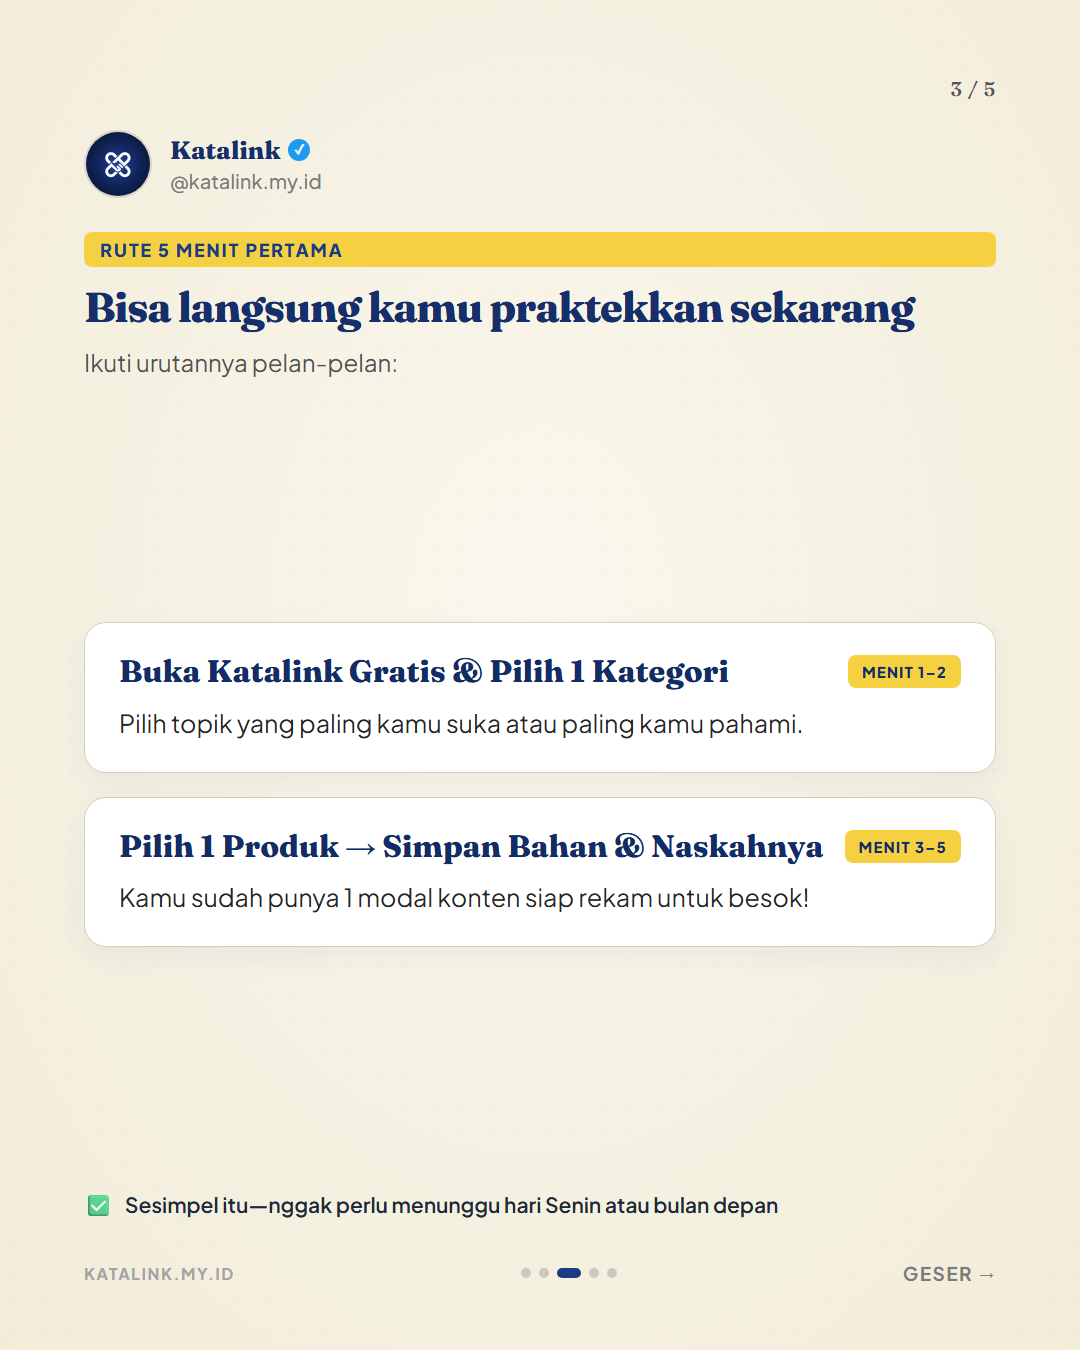 3 / 5
Katalink
@katalink.my.id
RUTE 5 MENIT PERTAMA
Bisa langsung kamu praktekkan sekarang
Ikuti urutannya pelan-pelan:
Buka Katalink Gratis & Pilih 1 Kategori
MENIT 1–2
Pilih topik yang paling kamu suka atau paling kamu pahami.
Pilih 1 Produk → Simpan Bahan & Naskahnya
MENIT 3–5
Kamu sudah punya 1 modal konten siap rekam untuk besok!
✅ Sesimpel itu—nggak perlu menunggu hari Senin atau bulan depan
KATALINK.MY.ID
GESER →